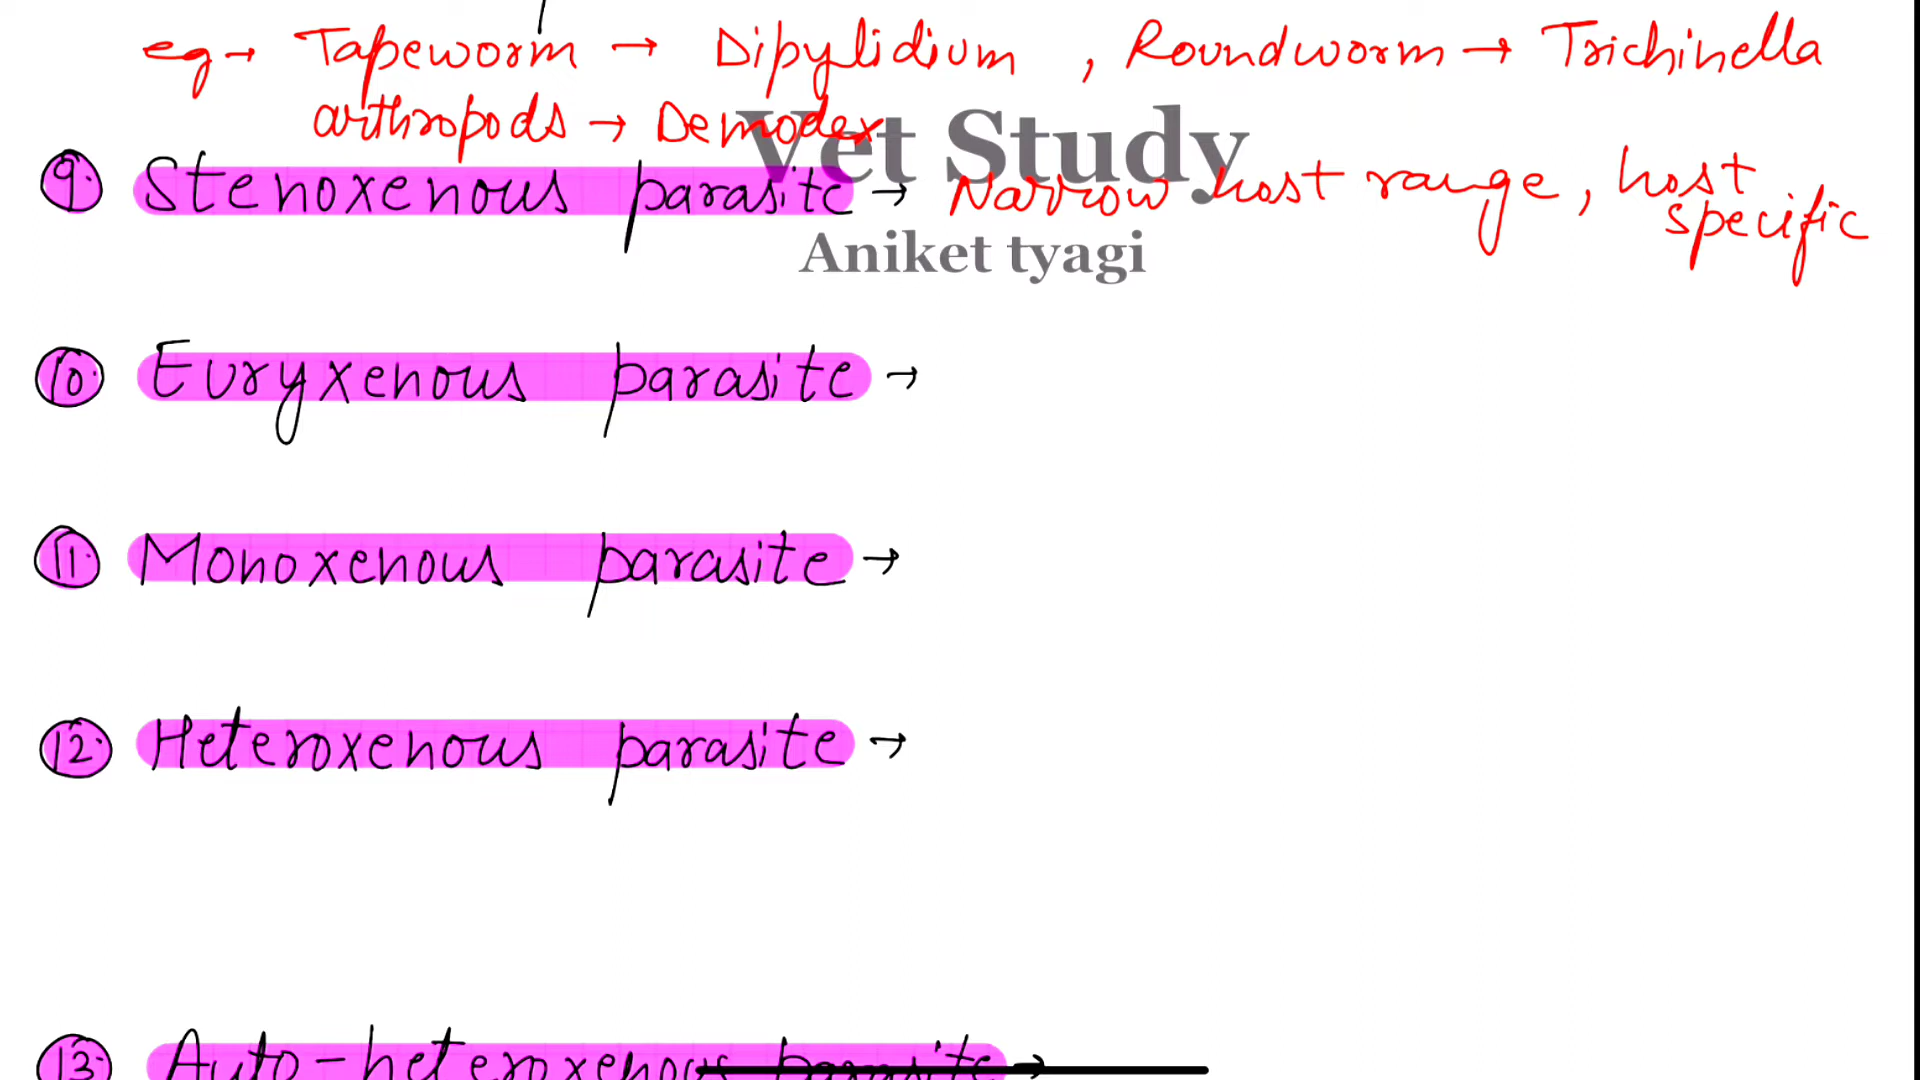 eg → Tapeworm → Dipylidium , Roundworm → Trichinella
arthropods → Demodex
Vet Study
9. Stenoxenous parasite → Narrow host range, host specific
Aniket tyagi
10. Euryxenous parasite →
11. Monoxenous parasite →
12. Heteroxenous parasite →
13. Auto-heteroxenous parasite →